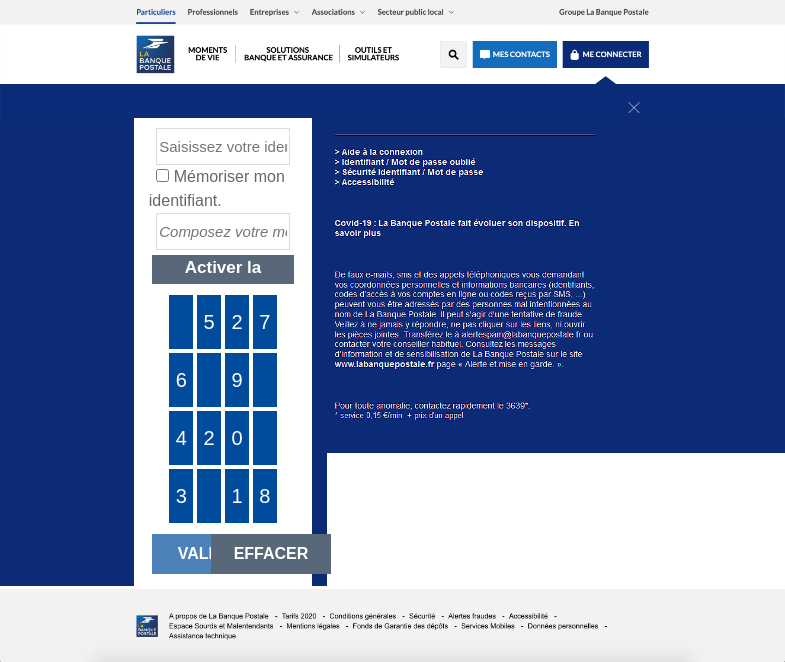 Particuliers Professionnels Entreprises Associations Secteur public local Groupe La Banque Postale
LA
BANQUE
POSTALE
MOMENTS
DE VIE
SOLUTIONS
BANQUE ET ASSURANCE
OUTILS ET
SIMULATEURS
MES CONTACTS
ME CONNECTER
Saisissez votre iden
Mémoriser mon
identifiant.
Composez votre mo
Activer la
5 2 7
6 9
4 2 0
3 1 8
VALI EFFACER
> Aide à la connexion
> Identifiant / Mot de passe oublié
> Sécurité Identifiant / Mot de passe
> Accessibilité
Covid-19 : La Banque Postale fait évoluer son dispositif. En
savoir plus
De faux e-mails, sms et des appels téléphoniques vous demandant
vos coordonnées personnelles et informations bancaires (identifiants,
codes d'accès à vos comptes en ligne ou codes reçus par SMS, ...)
peuvent vous être adressés par des personnes mal intentionnées au
nom de La Banque Postale. Il peut s'agir d'une tentative de fraude.
Veillez à ne jamais y répondre, ne pas cliquer sur les liens, ni ouvrir
les pièces jointes. Transférez le à alertespam@labanquepostale.fr ou
contacter votre conseiller habituel. Consultez les messages
d'information et de sensibilisation de La Banque Postale sur le site
www.labanquepostale.fr page « Alerte et mise en garde. ».
Pour toute anomalie, contactez rapidement le 3639*.
* service 0,15 €/min. + prix d'un appel
LA
BANQUE
POSTALE
A propos de La Banque Postale - Tarifs 2020 - Conditions générales - Sécurité - Alertes fraudes - Accessibilité -
Espace Sourds et Malentendants - Mentions légales - Fonds de Garantie des dépôts - Services Mobiles - Données personnelles -
Assistance technique